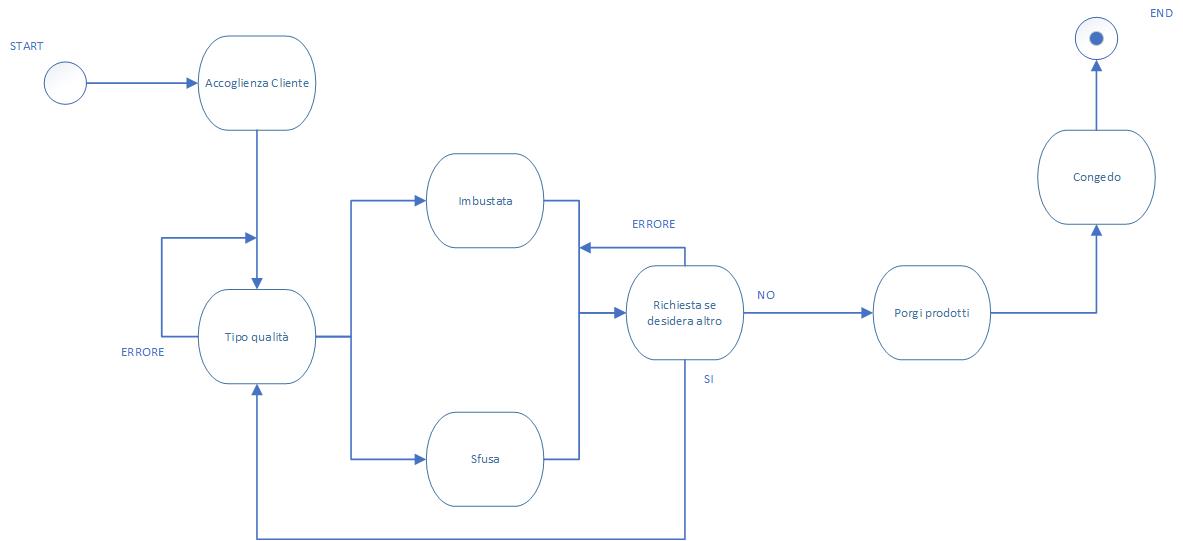 START
END
Accoglienza Cliente
Congedo
Imbustata
ERRORE
Richiesta se
desidera altro
NO
Porgi prodotti
Tipo qualità
ERRORE
SI
Sfusa